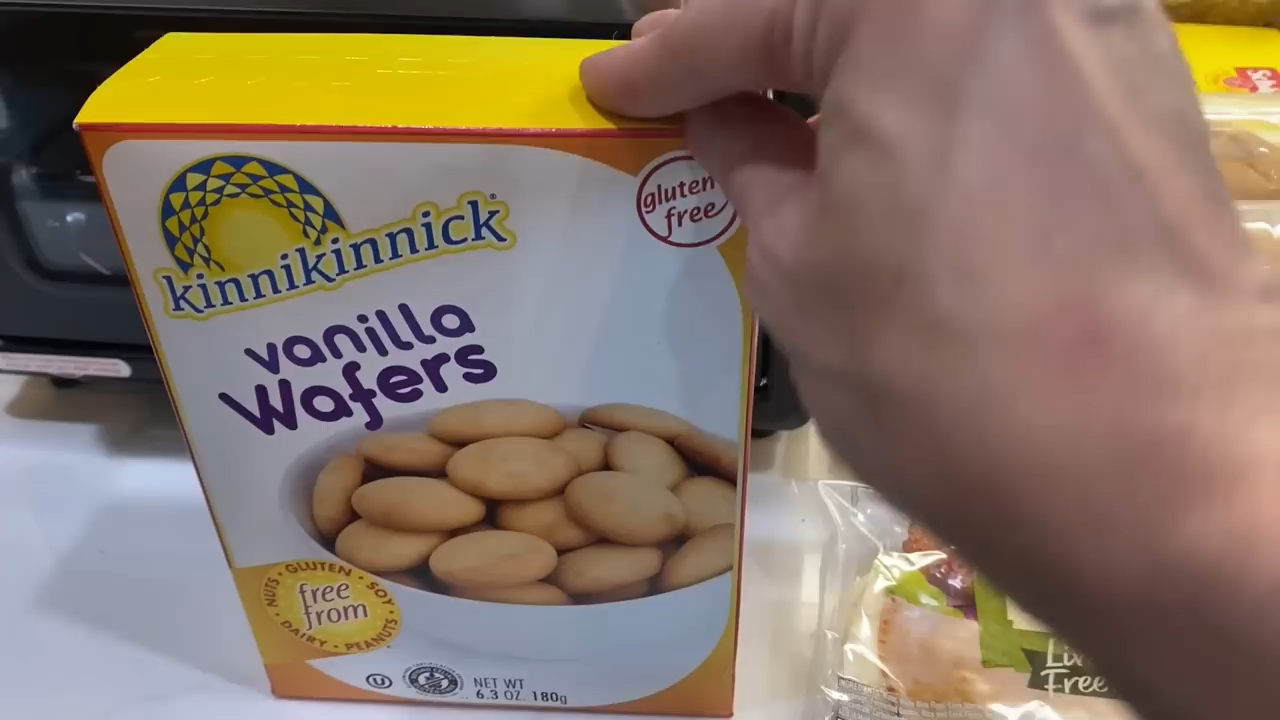 kinnikinnick
gluten
free
vanilla
Wafers
NUTS • GLUTEN • SOY
free
from
DAIRY • PEANUTS
U
NET WT
6.3 OZ. 180g
Free